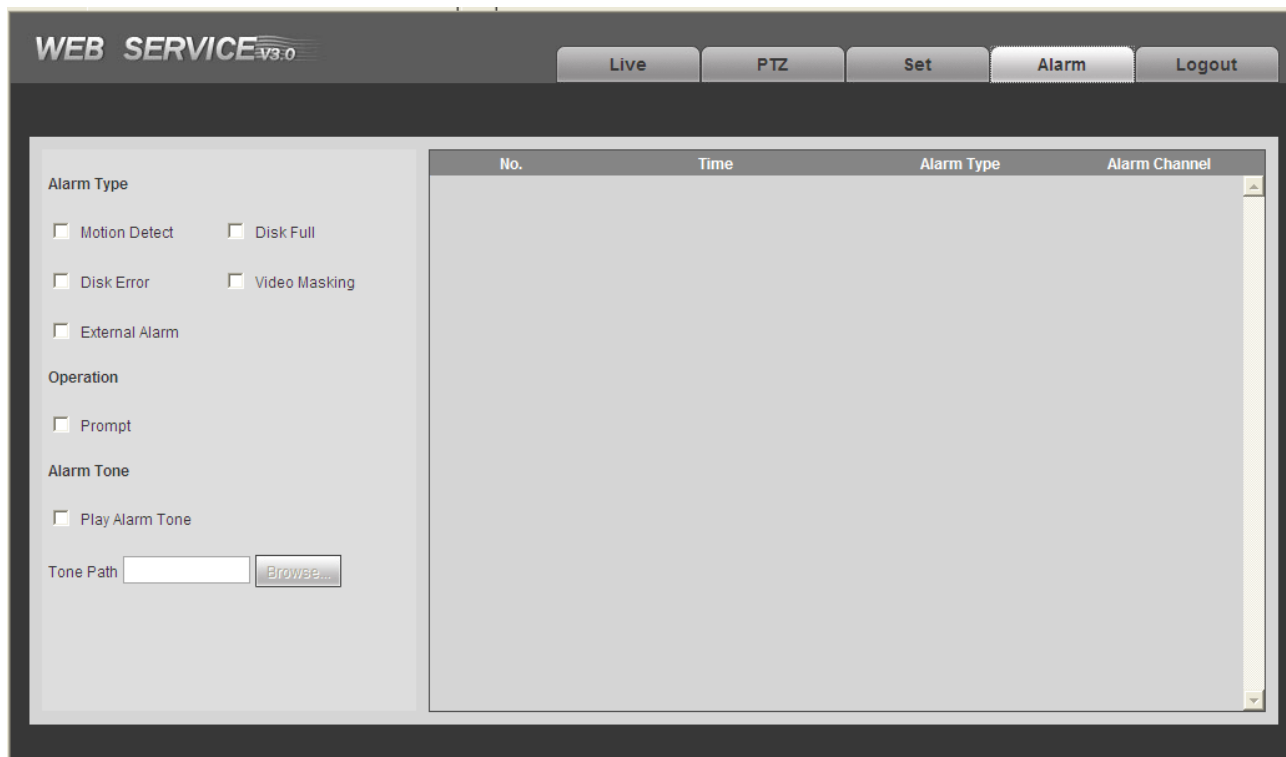 WEB SERVICE V3.0
Live PTZ Set Alarm Logout
No. Time Alarm Type Alarm Channel
Alarm Type
Motion Detect Disk Full
Disk Error Video Masking
External Alarm
Operation
Prompt
Alarm Tone
Play Alarm Tone
Tone Path Browse...